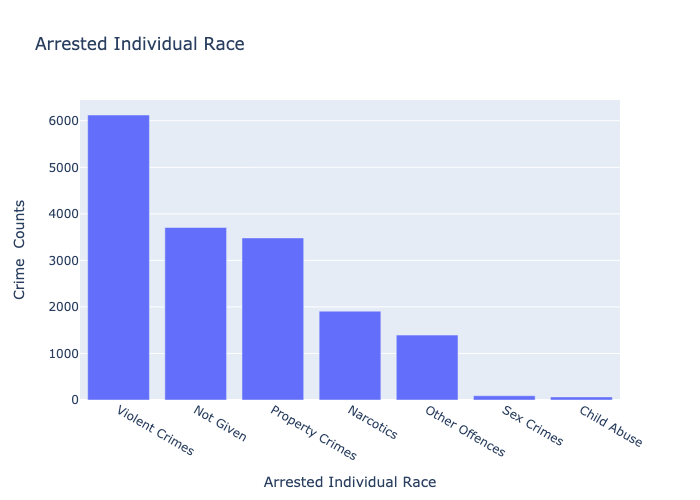 Arrested Individual Race
Crime  Counts
6000
5000
4000
3000
2000
1000
0
Violent Crimes
Not Given
Property Crimes
Narcotics
Other Offences
Sex Crimes
Child Abuse
Arrested Individual Race